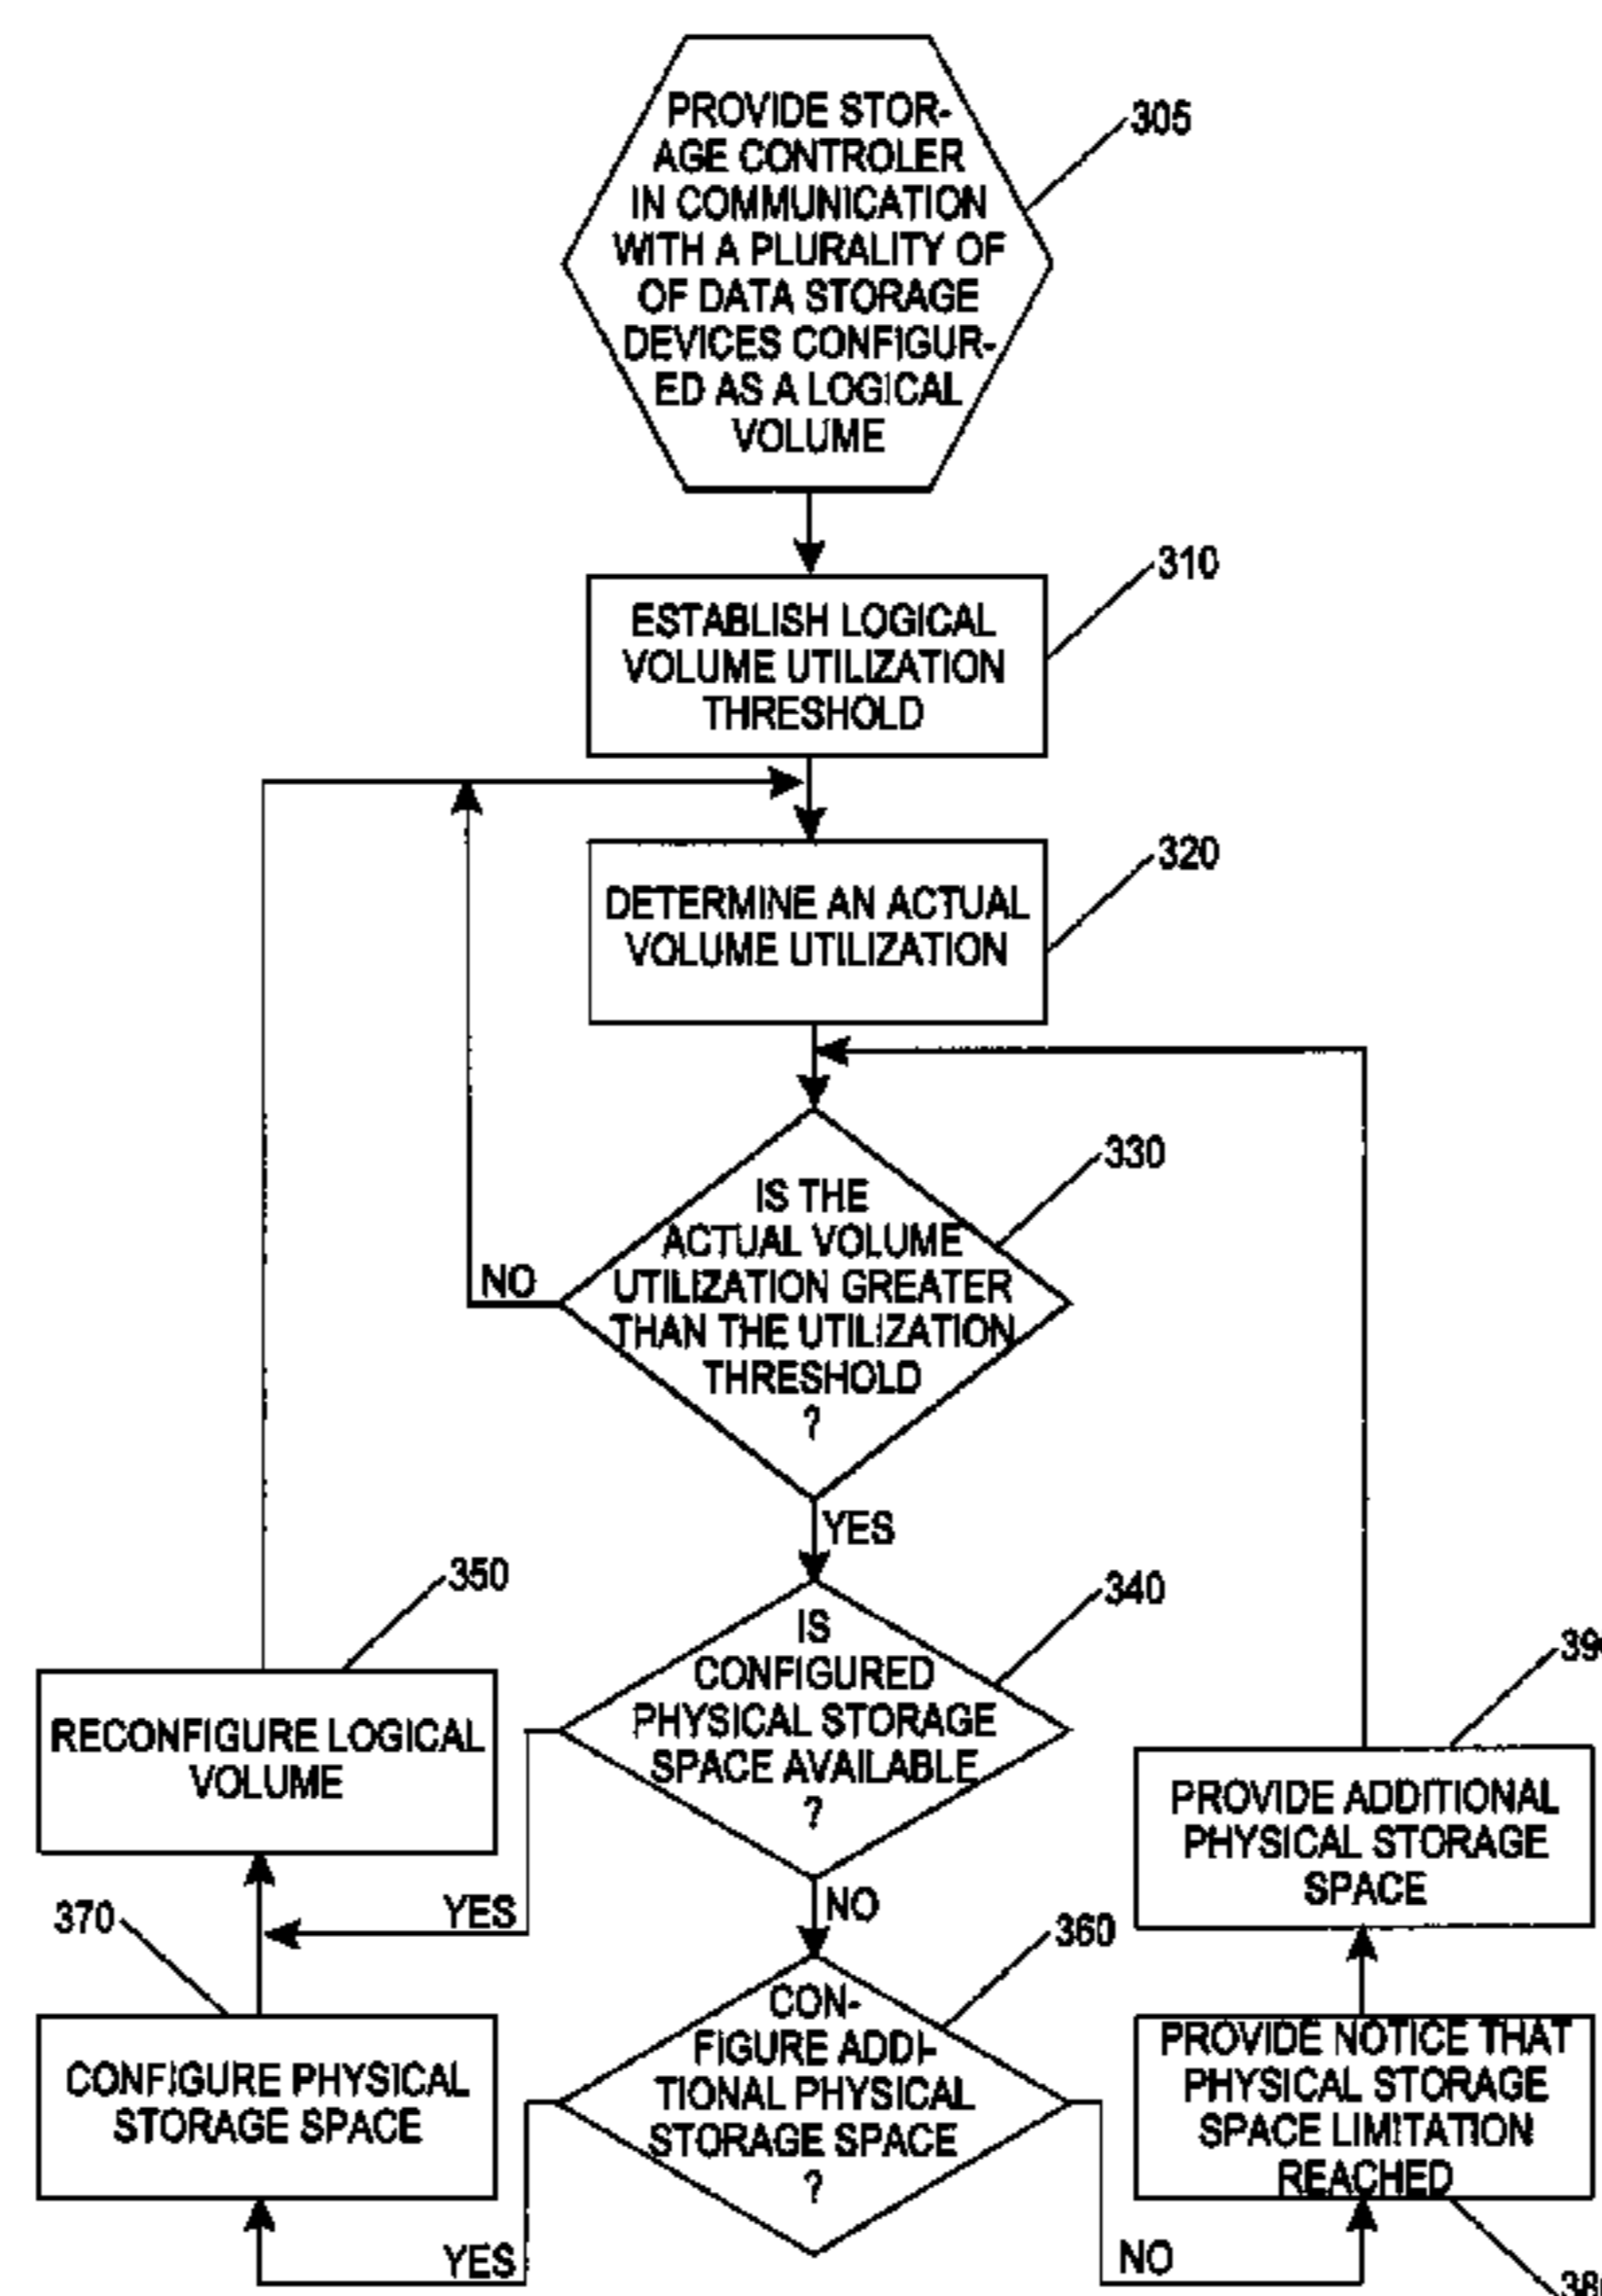 PROVIDE STOR-
AGE CONTROLER
IN COMMUNICATION
WITH A PLURALITY OF
OF DATA STORAGE
DEVICES CONFIGUR-
ED AS A LOGICAL
VOLUME
305
310
ESTABLISH LOGICAL
VOLUME UTILIZATION
THRESHOLD
320
DETERMINE AN ACTUAL
VOLUME UTILIZATION
330
IS THE
ACTUAL VOLUME
UTILIZATION GREATER
THAN THE UTILIZATION
THRESHOLD
?
NO
YES
350
RECONFIGURE LOGICAL
VOLUME
340
IS
CONFIGURED
PHYSICAL STORAGE
SPACE AVAILABLE
?
YES
NO
PROVIDE ADDITIONAL
PHYSICAL STORAGE
SPACE
370
CONFIGURE PHYSICAL
STORAGE SPACE
360
CON-
FIGURE ADDI-
TIONAL PHYSICAL
STORAGE SPACE
?
YES
NO
PROVIDE NOTICE THAT
PHYSICAL STORAGE
SPACE LIMITATION
REACHED